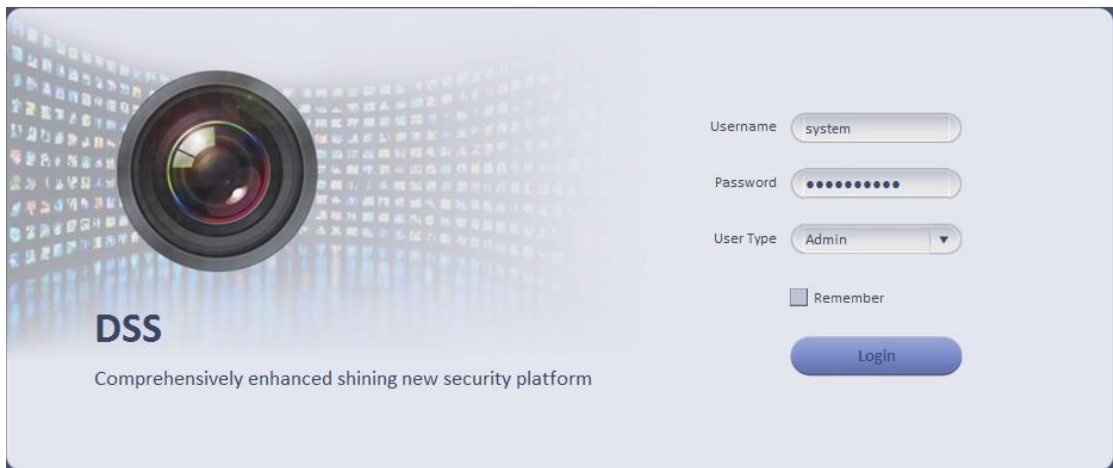 Username system
Password ••••••••••
User Type Admin
Remember
DSS
Login
Comprehensively enhanced shining new security platform